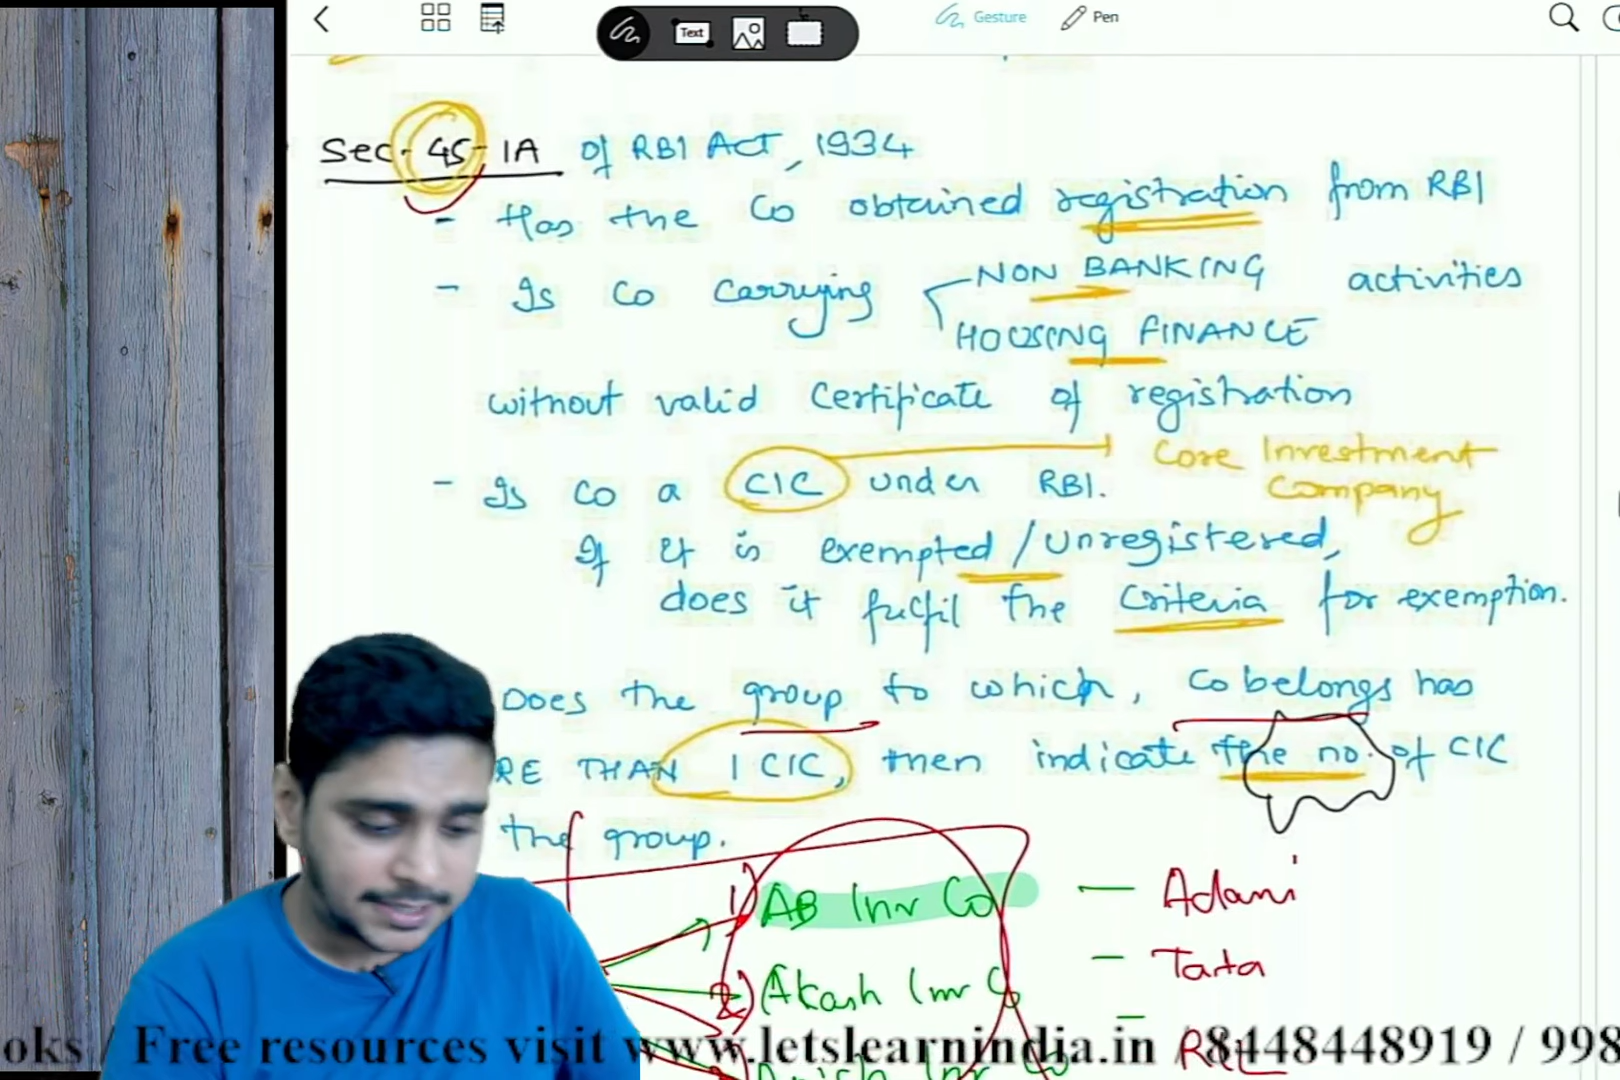 Gesture Pen
Text
Sec-45-IA of RBI Act, 1934
- Has the Co obtained registration from RBI
- Is Co carrying NON BANKING activities
HOUSING FINANCE
without valid Certificate of registration
- Is Co a CIC under RBI.
Core Investment Company
If it is exempted / Unregistered,
does it fulfil the Criteria for exemption.
Does the group to which, Co belongs has
RE THAN 1 CIC, then indicate the no. of CIC
the group.
1) AB Inv Co — Adani
2) Akash Inv Co — Tata
Inv Co — Rel
oks / Free resources visit www.letslearnindia.in / 8448448919 / 998